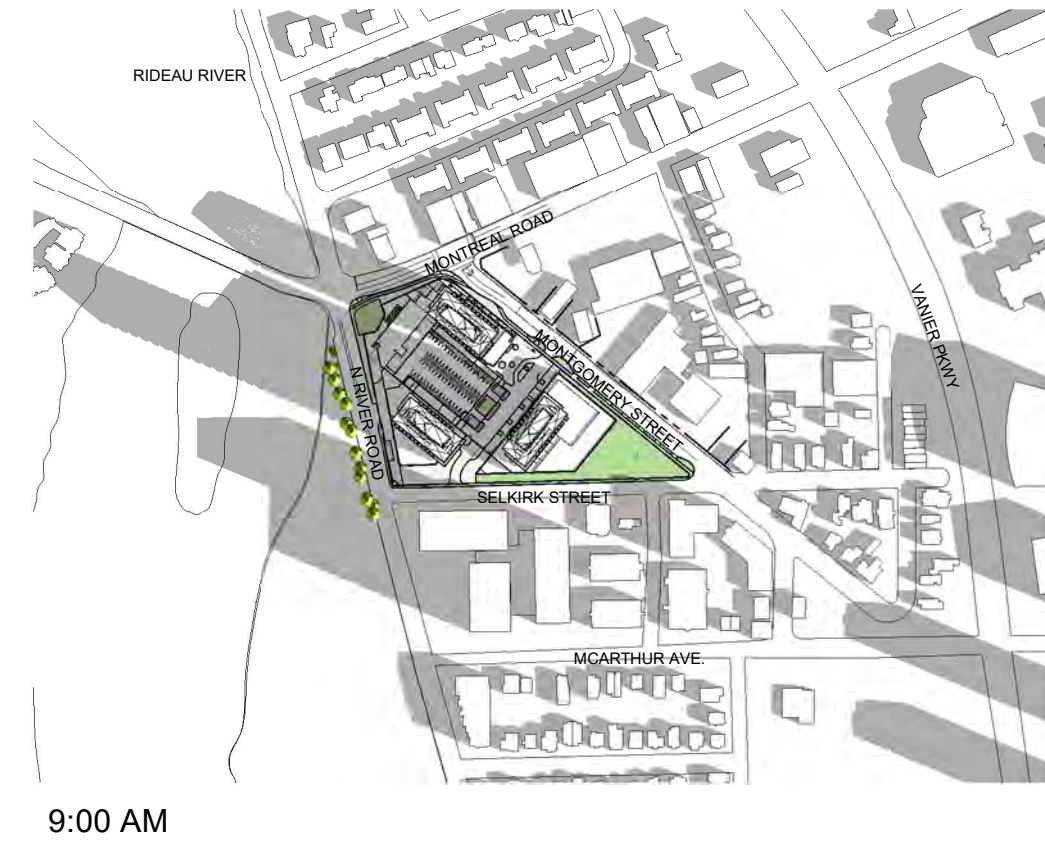 RIDEAU RIVER
MONTREAL ROAD
VANIER PKWY
MONTGOMERY STREET
N RIVER ROAD
SELKIRK STREET
MCARTHUR AVE.
9:00 AM